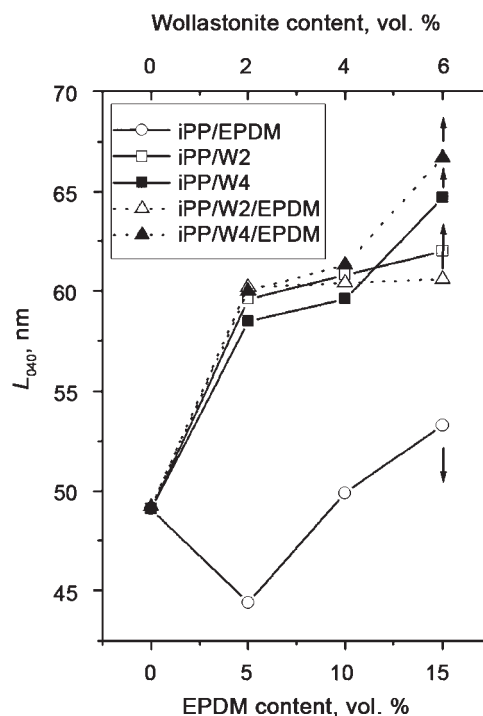 Wollastonite content, vol. %
0 2 4 6
70
iPP/EPDM
iPP/W2
iPP/W4
iPP/W2/EPDM
iPP/W4/EPDM
65
60
55
50
45
L040, nm
0 5 10 15
EPDM content, vol. %